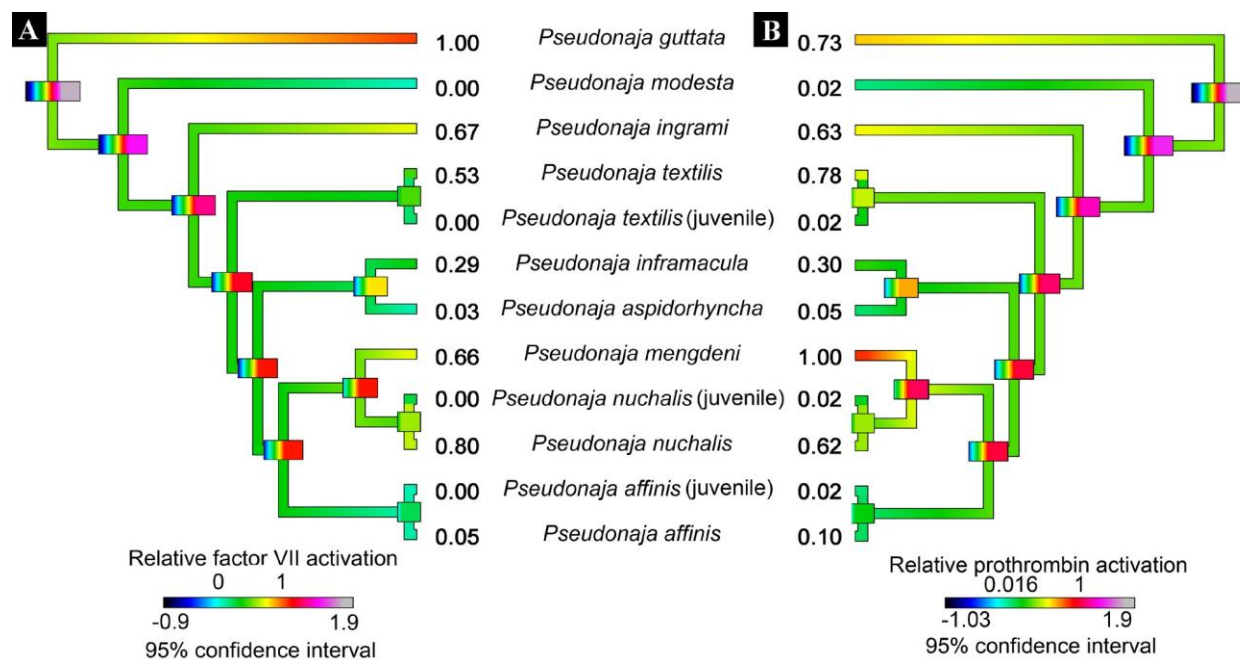 A B
1.00 Pseudonaja guttata 0.73
0.00 Pseudonaja modesta 0.02
0.67 Pseudonaja ingrami 0.63
0.53 Pseudonaja textilis 0.78
0.00 Pseudonaja textilis (juvenile) 0.02
0.29 Pseudonaja inframacula 0.30
0.03 Pseudonaja aspidorhyncha 0.05
0.66 Pseudonaja mengdeni 1.00
0.00 Pseudonaja nuchalis (juvenile) 0.02
0.80 Pseudonaja nuchalis 0.62
0.00 Pseudonaja affinis (juvenile) 0.02
0.05 Pseudonaja affinis 0.10
Relative factor VII activation
0 1
-0.9 1.9
95% confidence interval
Relative prothrombin activation
0.016 1
-1.03 1.9
95% confidence interval